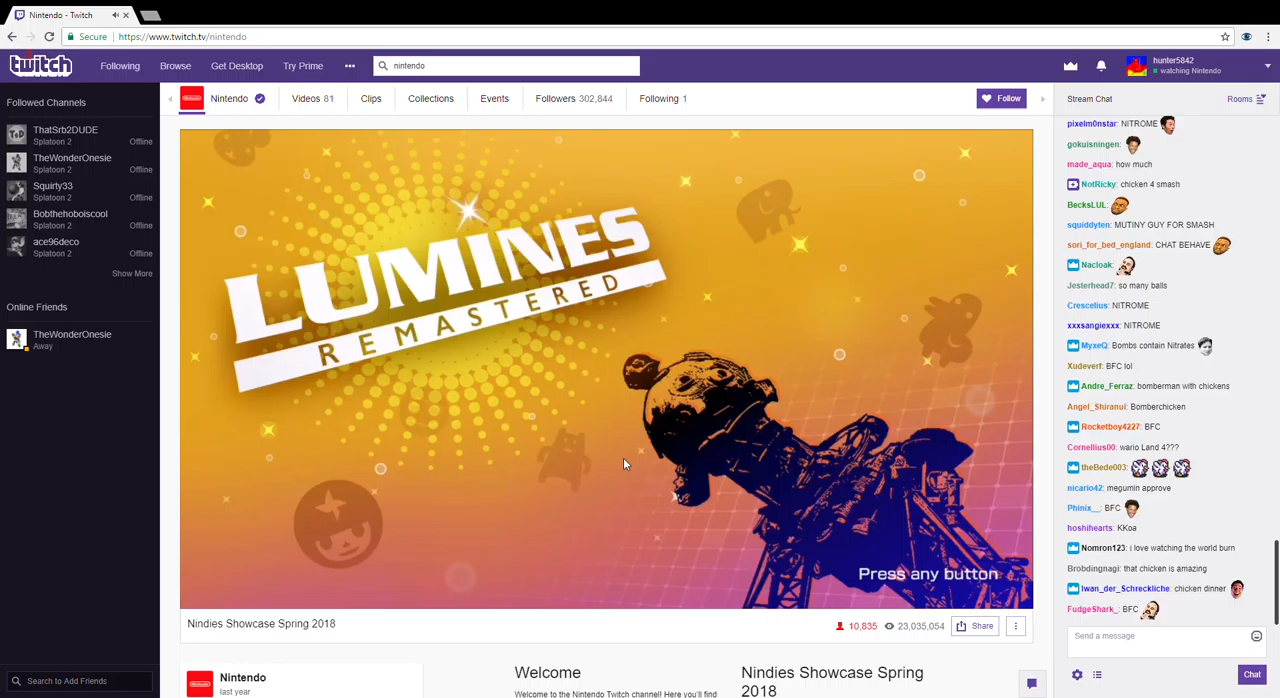 Nintendo - Twitch
Secure
https://www.twitch.tv/nintendo
twitch
Following
Browse
Get Desktop
Try Prime
nintendo
hunter5842
watching Nintendo
Followed Channels
ThatSrb2DUDE
Splatoon 2
Offline
TheWonderOnesie
Splatoon 2
Offline
Squirty33
Splatoon 2
Offline
Bobthehoboiscool
Splatoon 2
Offline
ace96deco
Splatoon 2
Offline
Show More
Online Friends
TheWonderOnesie
Away
Search to Add Friends
Nintendo
Videos 81
Clips
Collections
Events
Followers 302,844
Following 1
Follow
LUMINES
REMASTERED
Press any button
Nindies Showcase Spring 2018
10,835
23,035,054
Share
Nintendo
last year
Welcome
Welcome to the Nintendo Twitch channel! Here you'll find
Nindies Showcase Spring
2018
Stream Chat
Rooms
pixelm0nstar: NITROME
gokuisningen:
made_aqua: how much
NotRicky: chicken 4 smash
BecksLUL:
squiddyten: MUTINY GUY FOR SMASH
sori_for_bed_england: CHAT BEHAVE
Nacloak:
Jesterhead7: so many balls
Crescelius: NITROME
xxxsangiexxx: NITROME
MyxeQ: Bombs contain Nitrates
Xudeverf: BFC lol
Andre_Ferraz: bomberman with chickens
Angel_Shiranui: Bomberchicken
Rocketboy4227: BFC
Cornellius00: wario Land 4???
theBede003:
nicario42: megumin approve
Phinix__: BFC
hoshihearts: KKoa
Nomron123: i love watching the world burn
Brobdingnagi: that chicken is amazing
Iwan_der_Schreckliche: chicken dinner
FudgeShark_: BFC
Send a message
Chat